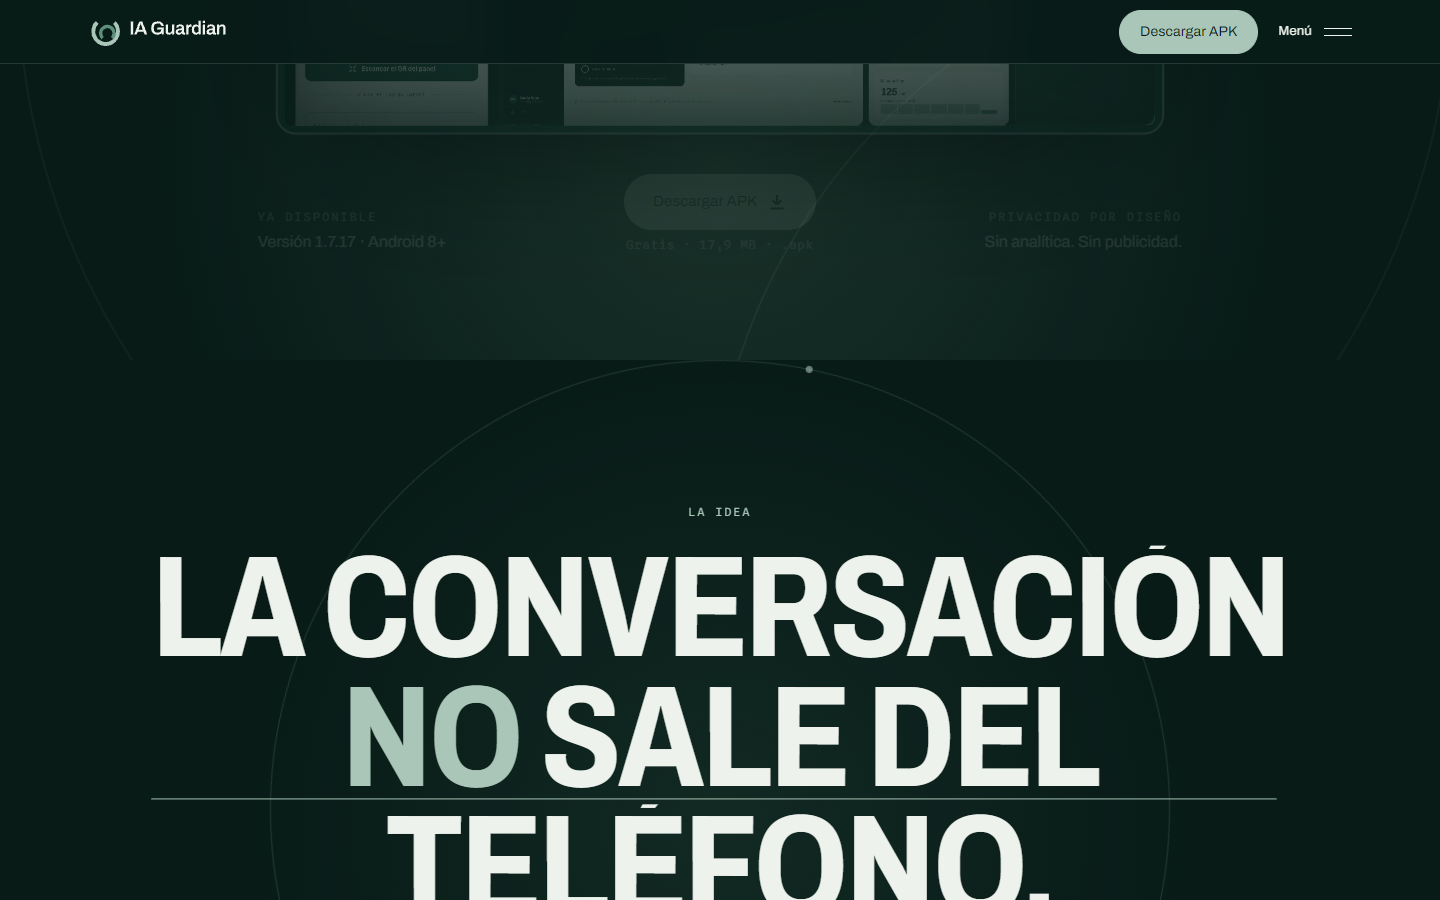 IA Guardian
Descargar APK
Menú
Escanear el QR del panel
125
Descargar APK
YA DISPONIBLE
PRIVACIDAD POR DISEÑO
Versión 1.7.17 · Android 8+
Gratis · 17,9 MB · .apk
Sin analítica. Sin publicidad.
LA IDEA
LA CONVERSACIÓN
NO SALE DEL
TELÉFONO.